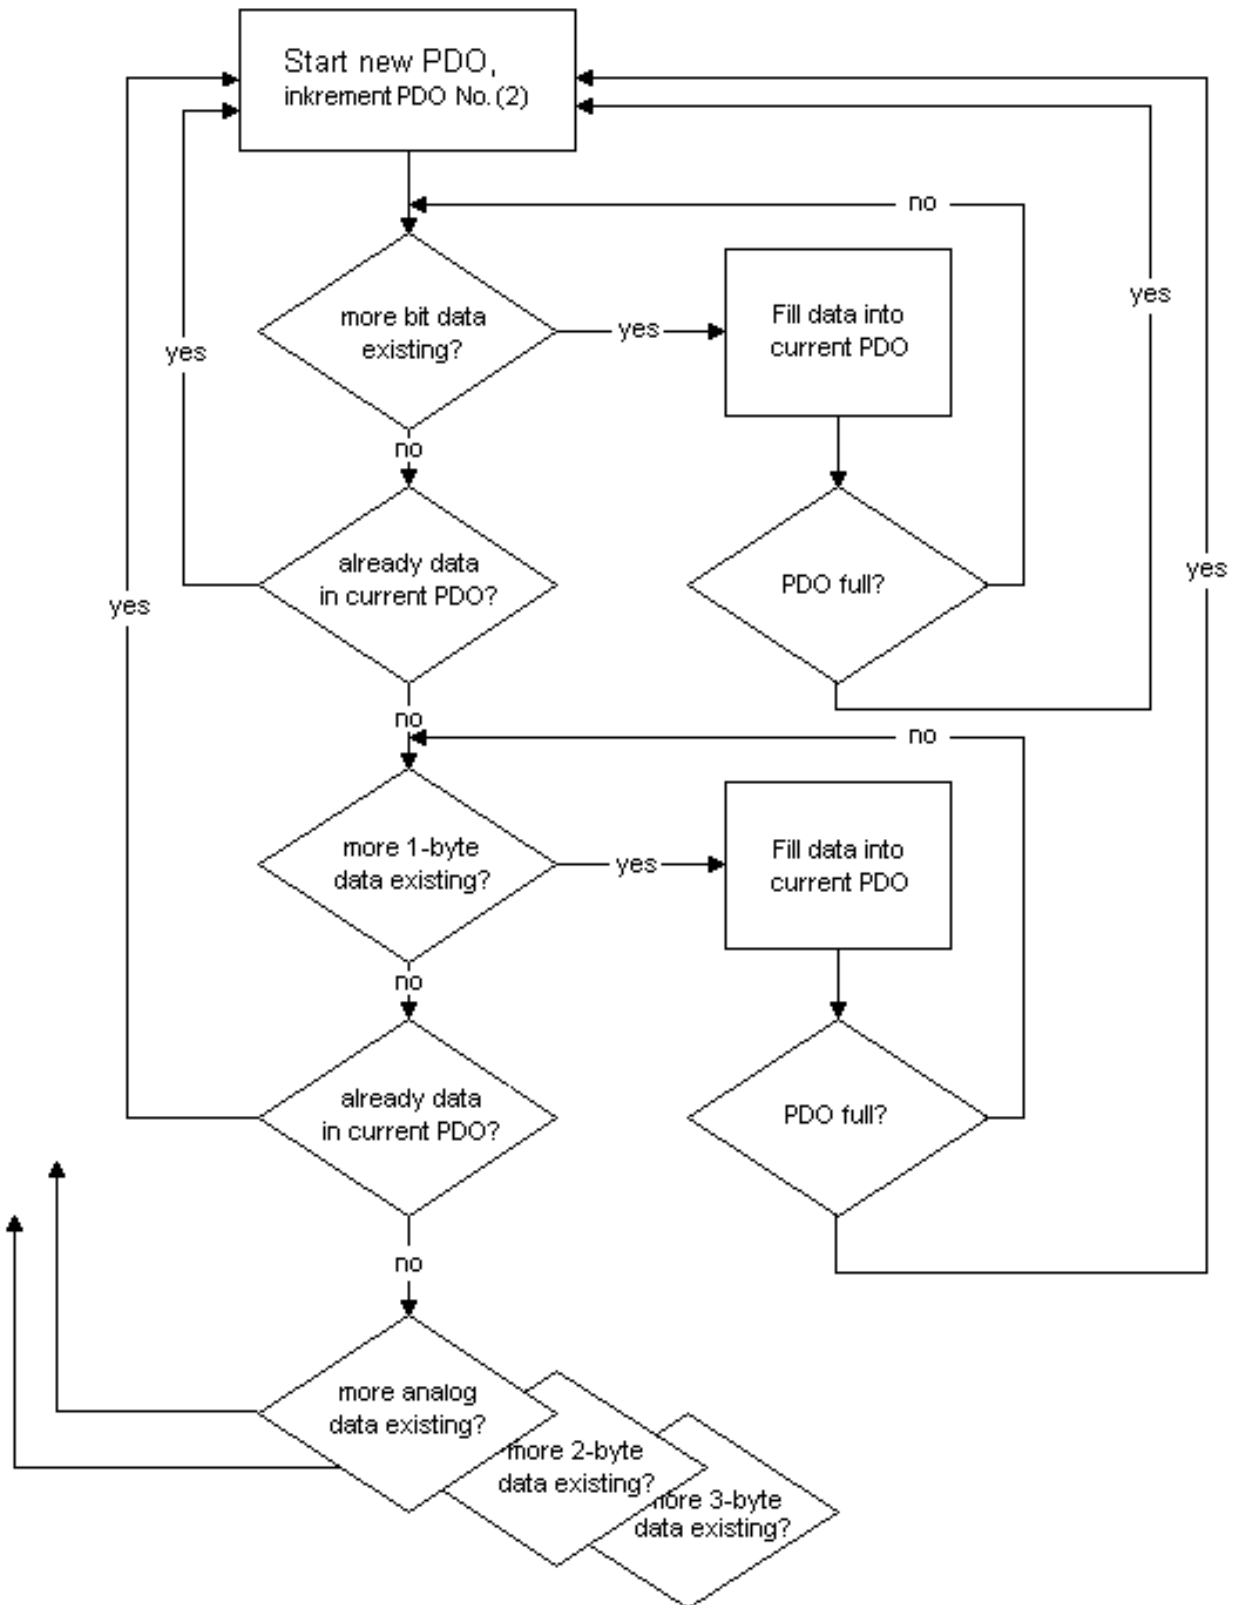 Start new PDO,
inkrement PDO No.(2)
no
more bit data
existing?
yes
Fill data into
current PDO
yes
yes
no
already data
in current PDO?
PDO full?
yes
yes
no
no
more 1-byte
data existing?
yes
Fill data into
current PDO
no
already data
in current PDO?
PDO full?
no
more analog
data existing?
more 2-byte
data existing?
more 3-byte
data existing?